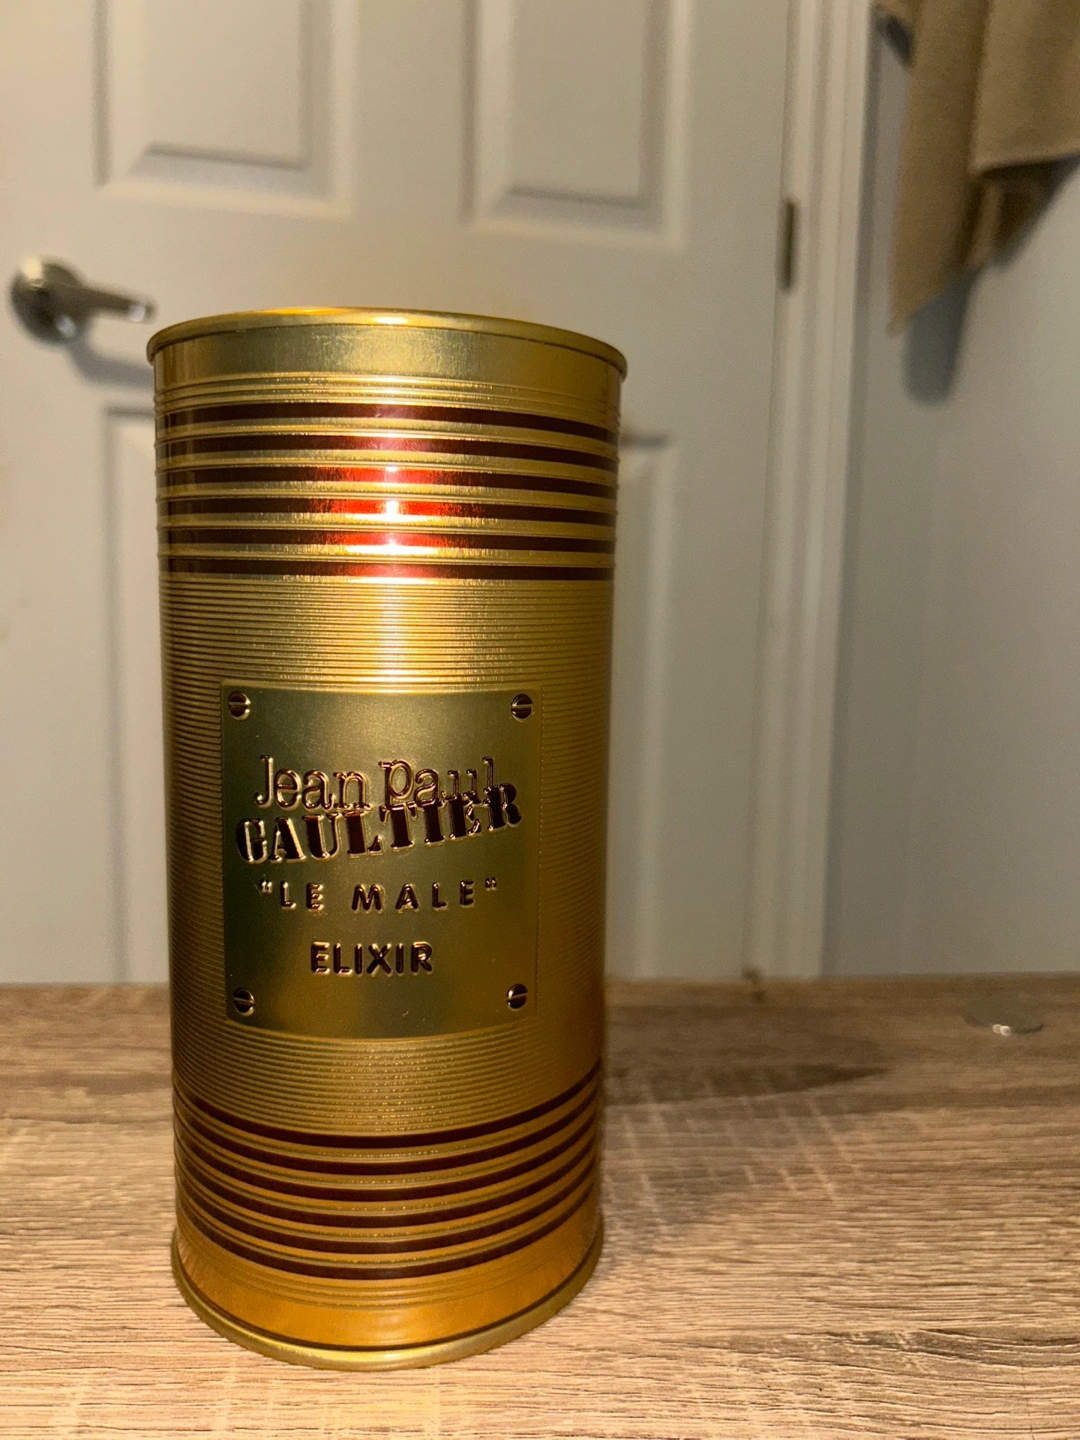 Jean Paul
GAULTIER
"LE MALE"
ELIXIR